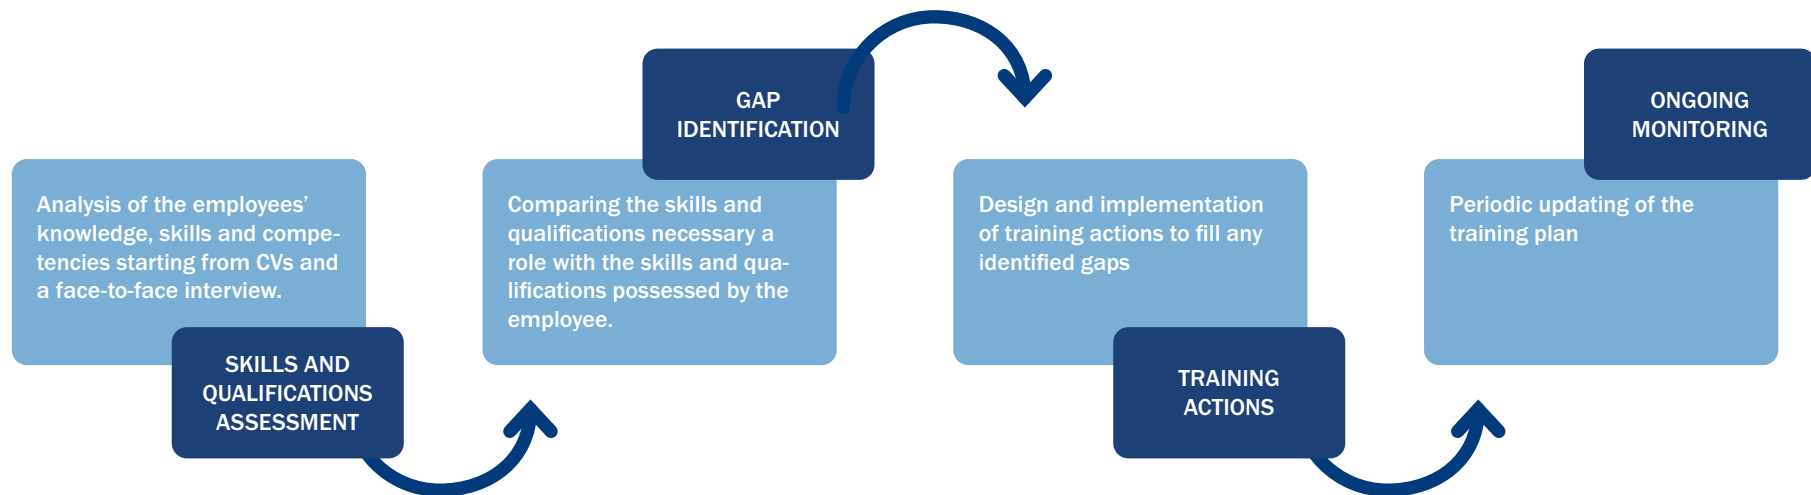 Analysis of the employees’
knowledge, skills and compe-
tencies starting from CVs and
a face-to-face interview.
SKILLS AND
QUALIFICATIONS
ASSESSMENT
GAP
IDENTIFICATION
Comparing the skills and
qualifications necessary a
role with the skills and qua-
lifications possessed by the
employee.
Design and implementation
of training actions to fill any
identified gaps
TRAINING
ACTIONS
ONGOING
MONITORING
Periodic updating of the
training plan